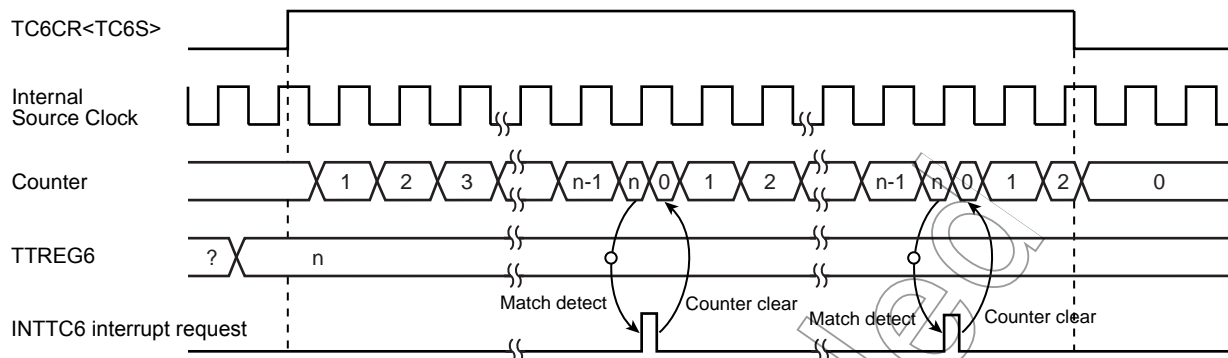 TC6CR<TC6S>
Internal
Source Clock
Counter
1 2 3 n-1 n 0 1 2 n-1 n 0 1 2 0
TTREG6
? n
Match detect Counter clear Match detect Counter clear
INTTC6 interrupt request